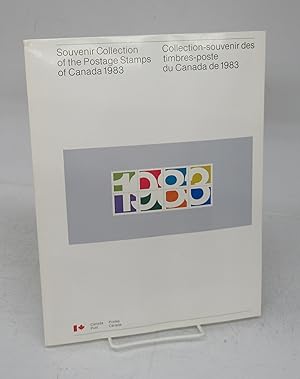 Souvenir Collection
of the Postage Stamps
of Canada 1983
Collection-souvenir des
timbres-poste
du Canada de 1983
1983
Canada Postes
Post Canada